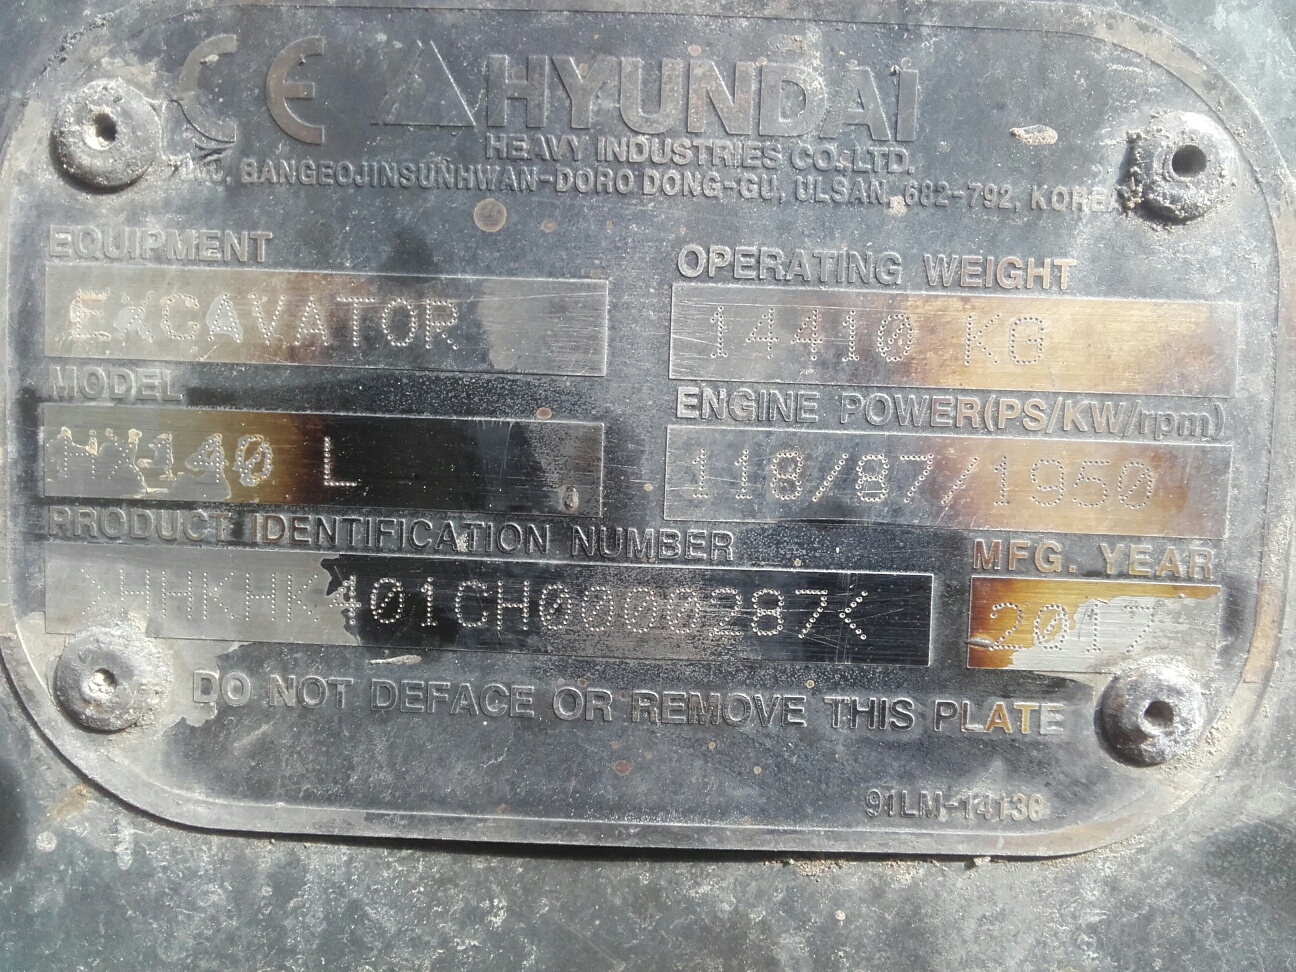 CE HYUNDAI
HEAVY INDUSTRIES CO.,LTD.
BANGEOJINSUNHWAN-DORO DONG-GU, ULSAN, 682-792, KOREA
EQUIPMENT
EXCAVATOR
OPERATING WEIGHT
14410 KG
MODEL
HX140 L
ENGINE POWER(PS/KW/rpm)
118/87/1950
PRODUCT IDENTIFICATION NUMBER
>HHKHK401CH0000287<
MFG. YEAR
2017
DO NOT DEFACE OR REMOVE THIS PLATE
91LM-14130